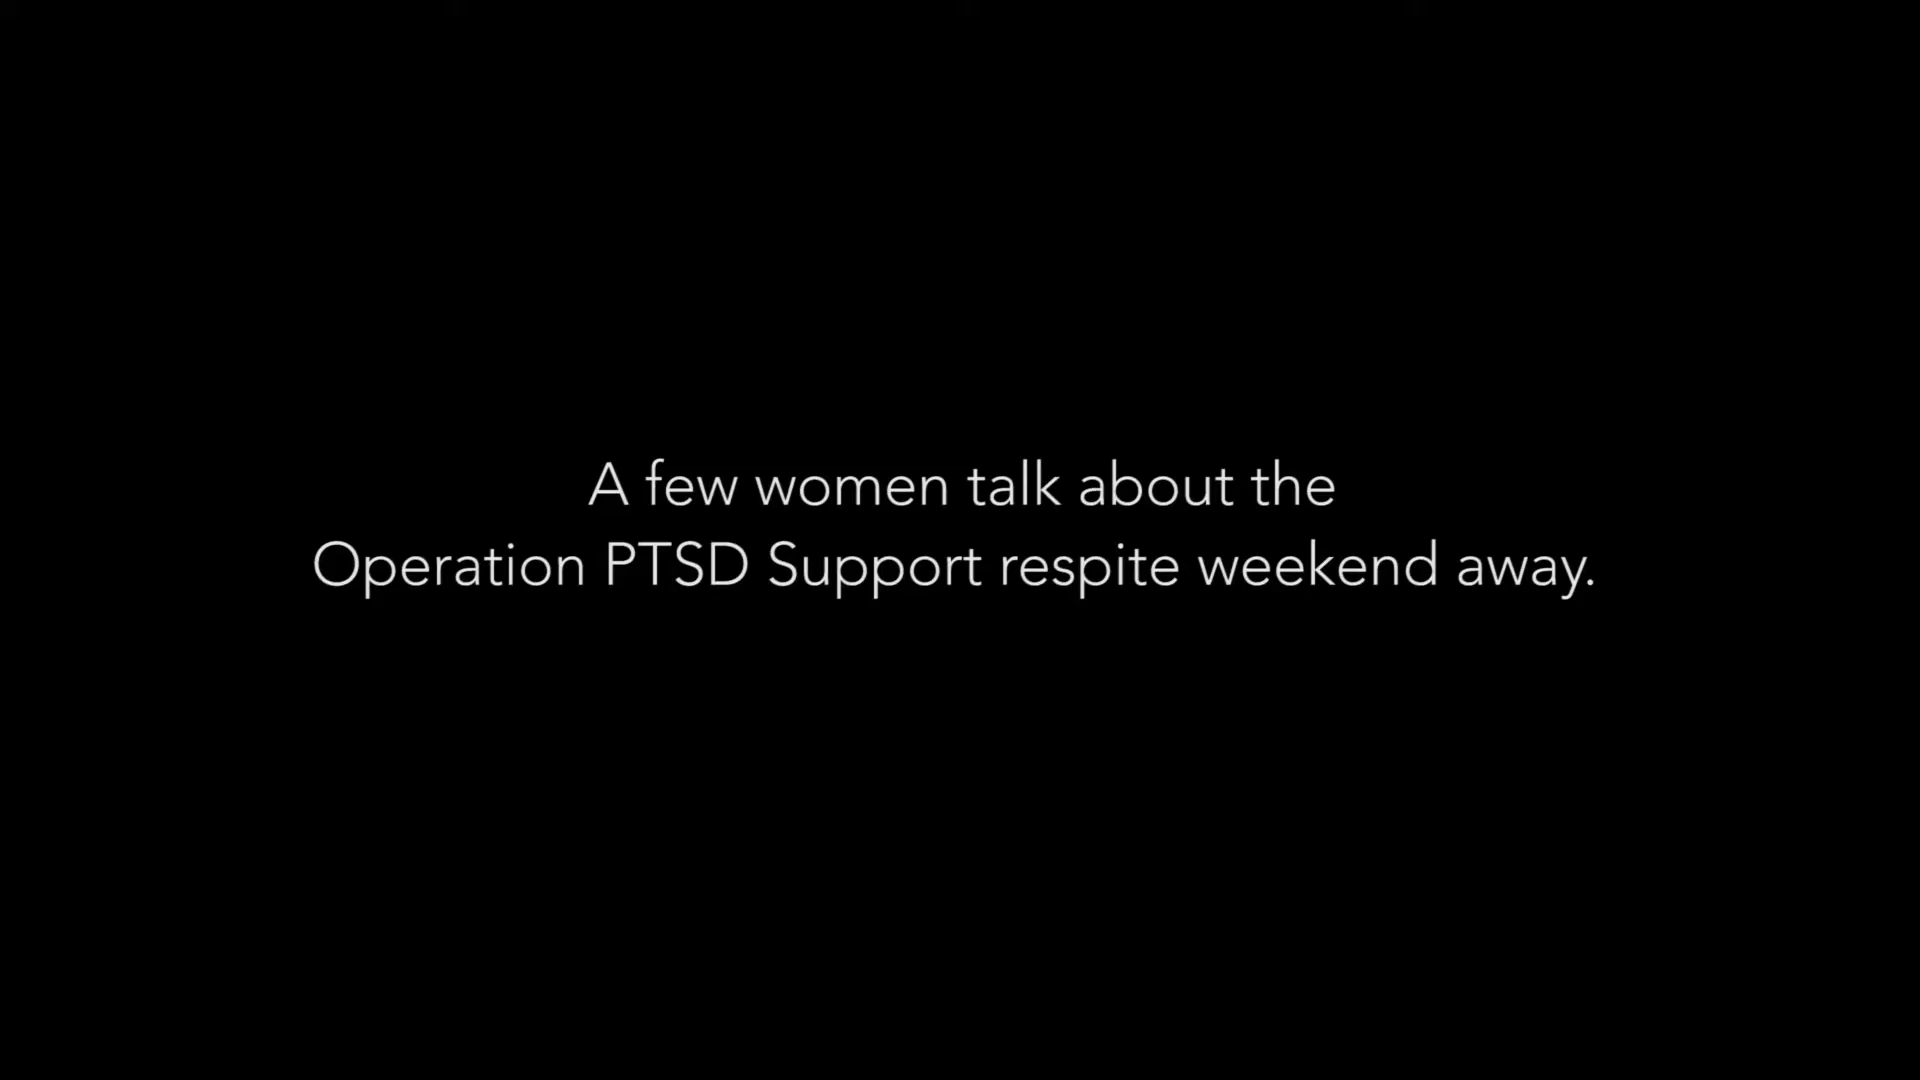 A few women talk about the
Operation PTSD Support respite weekend away.